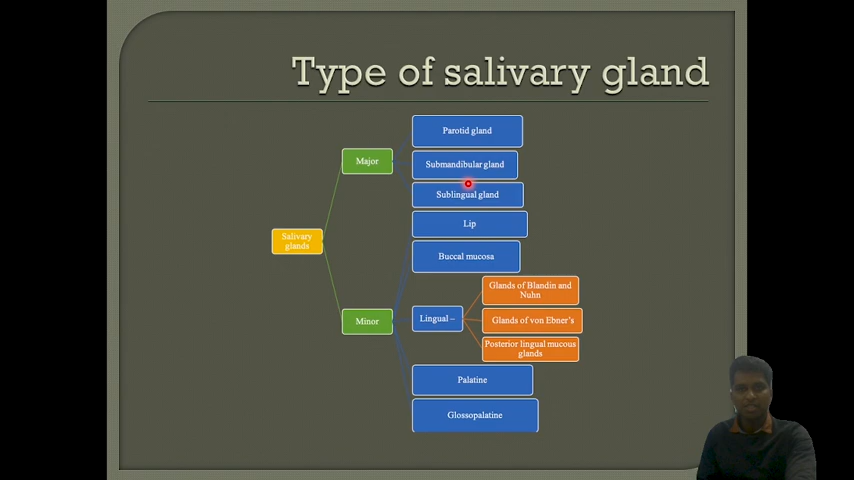 Type of salivary gland
Parotid gland
Major
Submandibular gland
Sublingual gland
Lip
Salivary
glands
Buccal mucosa
Glands of Blandin and
Nuhn
Minor
Lingual –
Glands of von Ebner's
Posterior lingual mucous
glands
Palatine
Glossopalatine